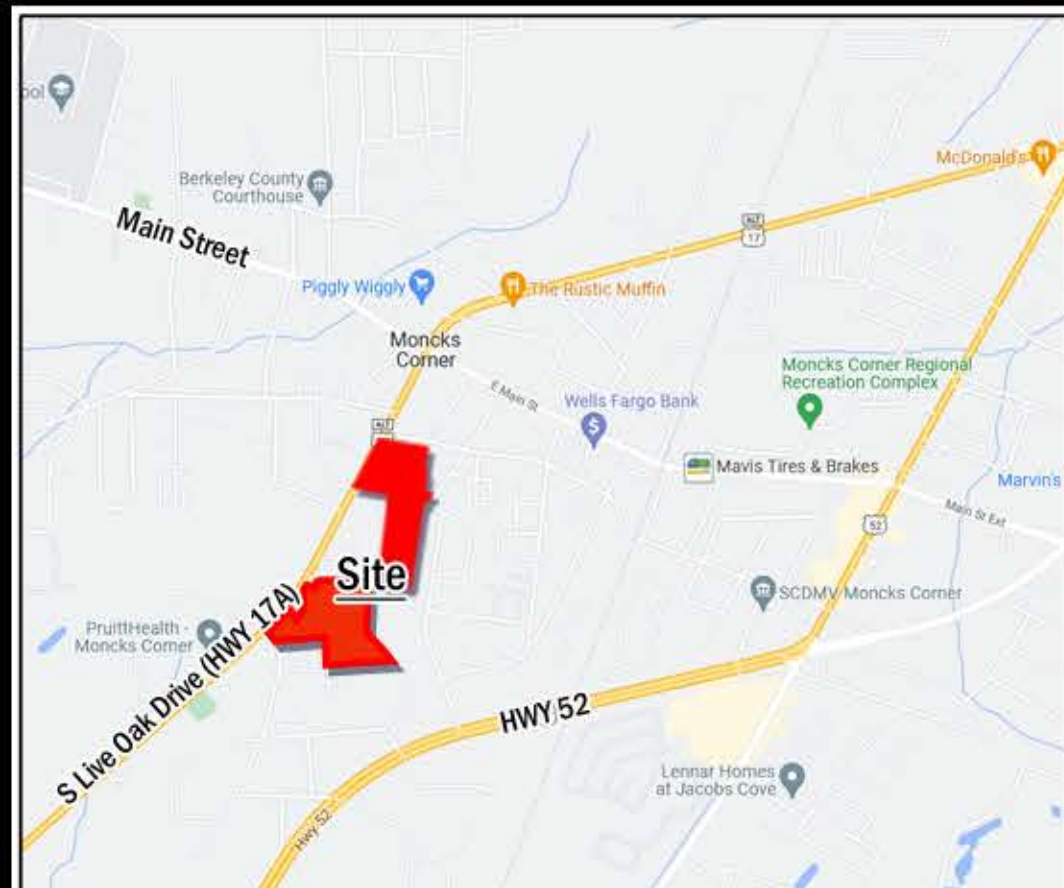 ool
McDonald's
Berkeley County
Courthouse
Main Street
ALT
17
Piggly Wiggly
The Rustic Muffin
Moncks
Corner
Moncks Corner Regional
Recreation Complex
E Main St
Wells Fargo Bank
$
ALT
Mavis Tires & Brakes
Marvin's
Main St Ext
52
Site
SCDMV Moncks Corner
PruittHealth -
Moncks Corner
S Live Oak Drive (HWY 17A)
HWY 52
Lennar Homes
at Jacobs Cove
Hwy 52